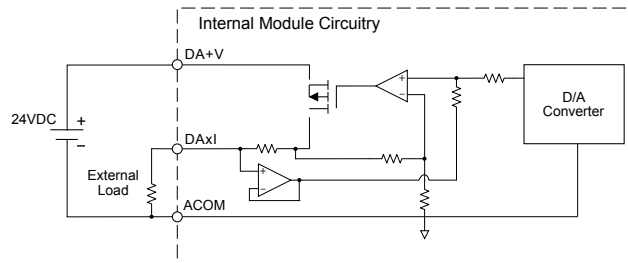 Internal Module Circuitry
DA+V
+
−
D/A
Converter
24VDC
+
−
DAxI
External
Load
+
−
ACOM